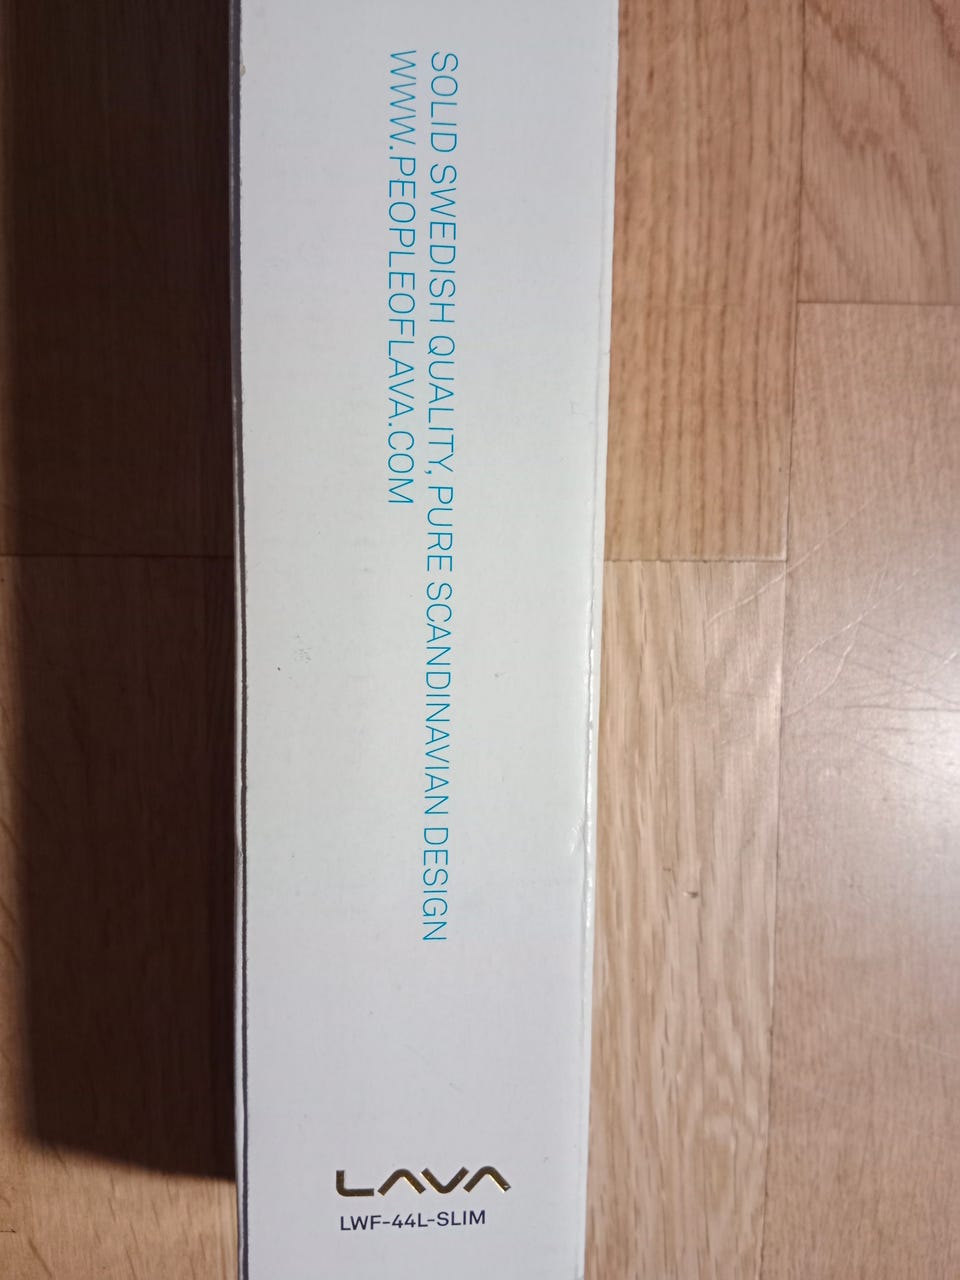 SOLID SWEDISH QUALITY, PURE SCANDINAVIAN DESIGN
WWW.PEOPLEOFLAVA.COM
LAVA
LWF-44L-SLIM